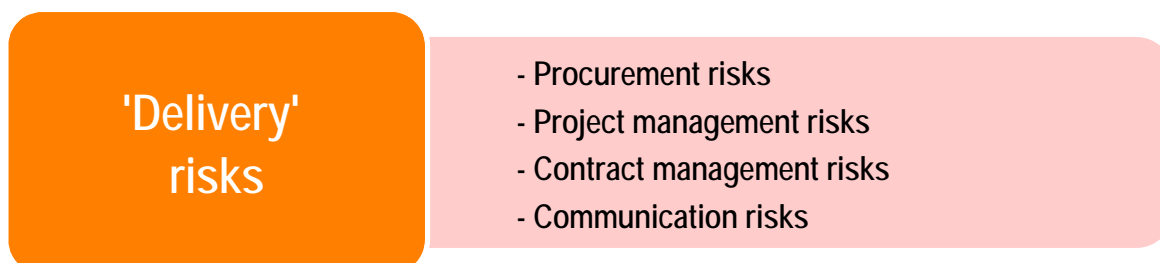 'Delivery'
risks
- Procurement risks
- Project management risks
- Contract management risks
- Communication risks